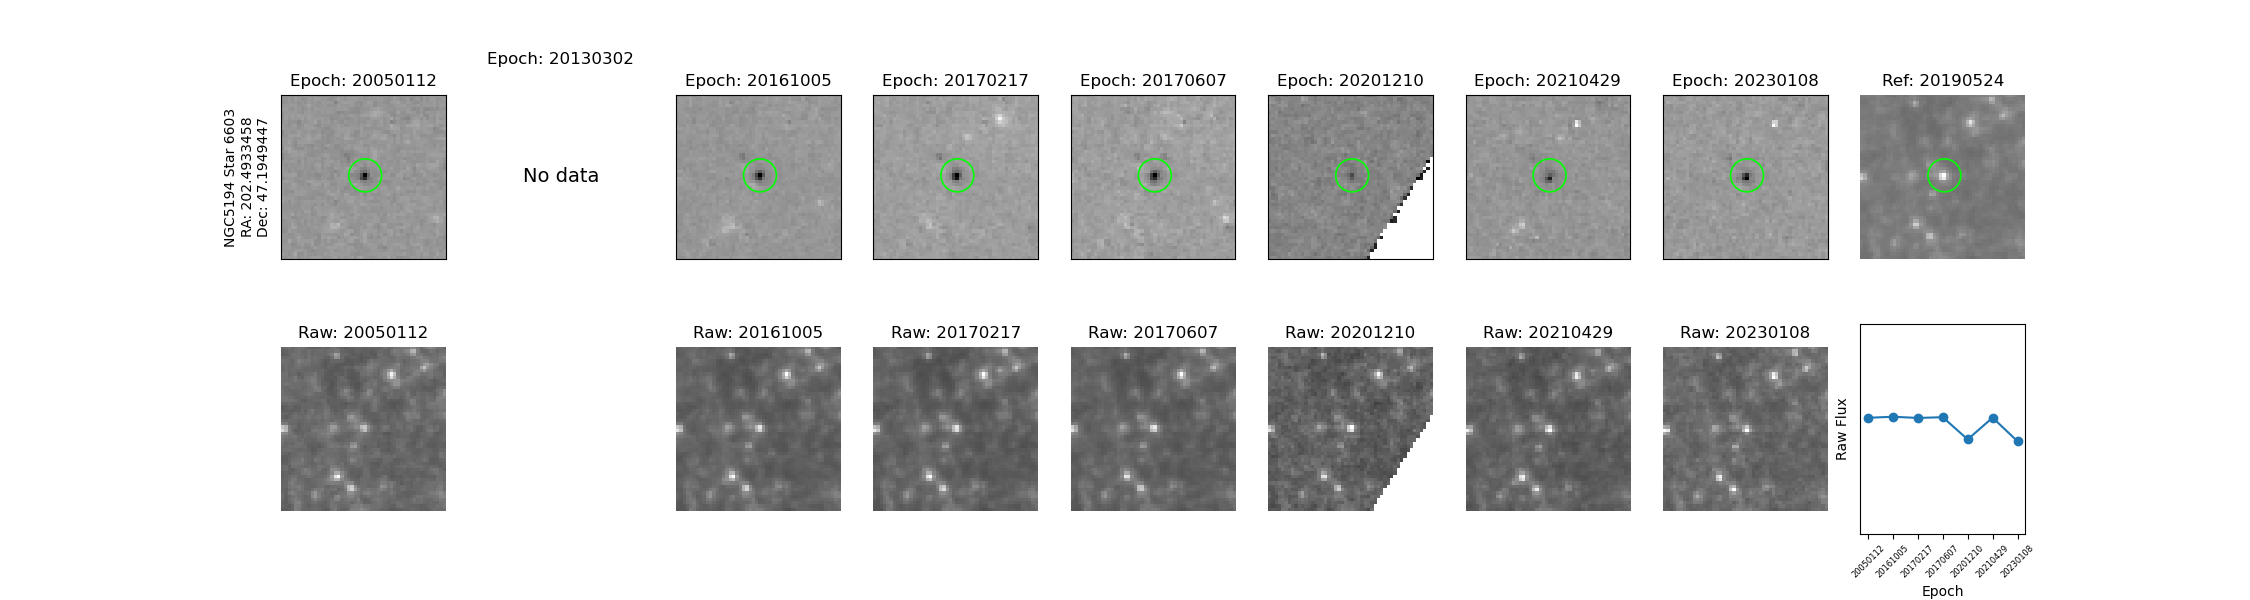 Epoch: 20050112
Epoch: 20130302
Epoch: 20161005
Epoch: 20170217
Epoch: 20170607
Epoch: 20201210
Epoch: 20210429
Epoch: 20230108
Ref: 20190524
NGC5194 Star 6603
RA: 202.4933458
Dec: 47.1949447
No data
Raw: 20050112
Raw: 20161005
Raw: 20170217
Raw: 20170607
Raw: 20201210
Raw: 20210429
Raw: 20230108
Raw Flux
20050112
20161005
20170217
20170607
20201210
20210429
20230108
Epoch